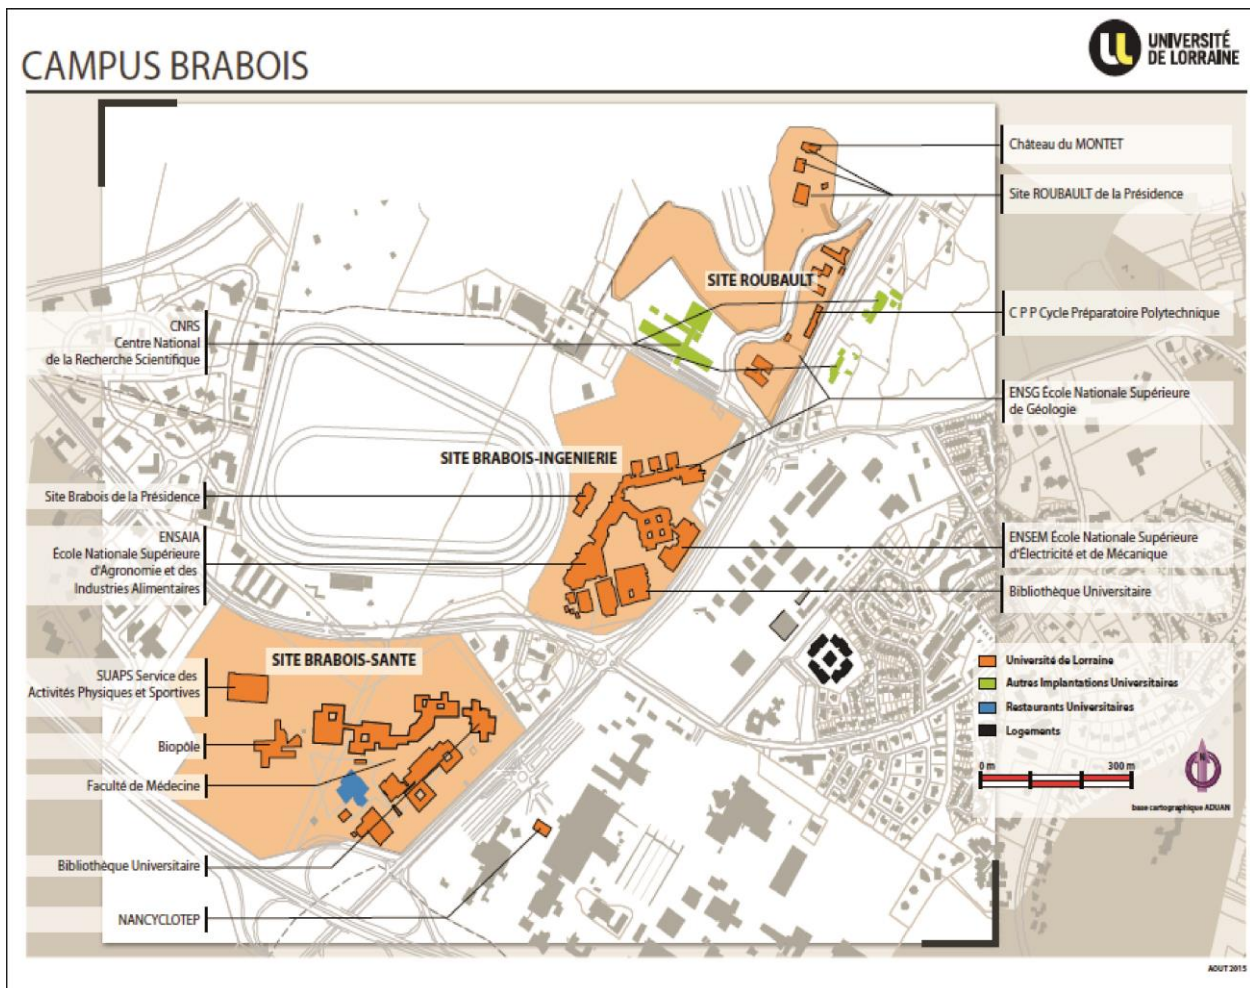 CAMPUS BRABOIS
UNIVERSITÉ
DE LORRAINE
Château du MONTET
Site ROUBAULT de la Présidence
SITE ROUBAULT
C P P Cycle Préparatoire Polytechnique
CNRS
Centre National
de la Recherche Scientifique
ENSG École Nationale Supérieure
de Géologie
SITE BRABOIS-INGENIERIE
Site Brabois de la Présidence
ENSAIA
École Nationale Supérieure
d'Agronomie et des
Industries Alimentaires
ENSEM École Nationale Supérieure
d'Électricité et de Mécanique
Bibliothèque Universitaire
SITE BRABOIS-SANTE
SUAPS Service des
Activités Physiques et Sportives
Biopôle
Faculté de Médecine
Bibliothèque Universitaire
NANCYCLOTEP
Université de Lorraine
Autres Implantations Universitaires
Restaurants Universitaires
Logements
0 m 300 m
N
base cartographique ADUAN
AOUT 2015